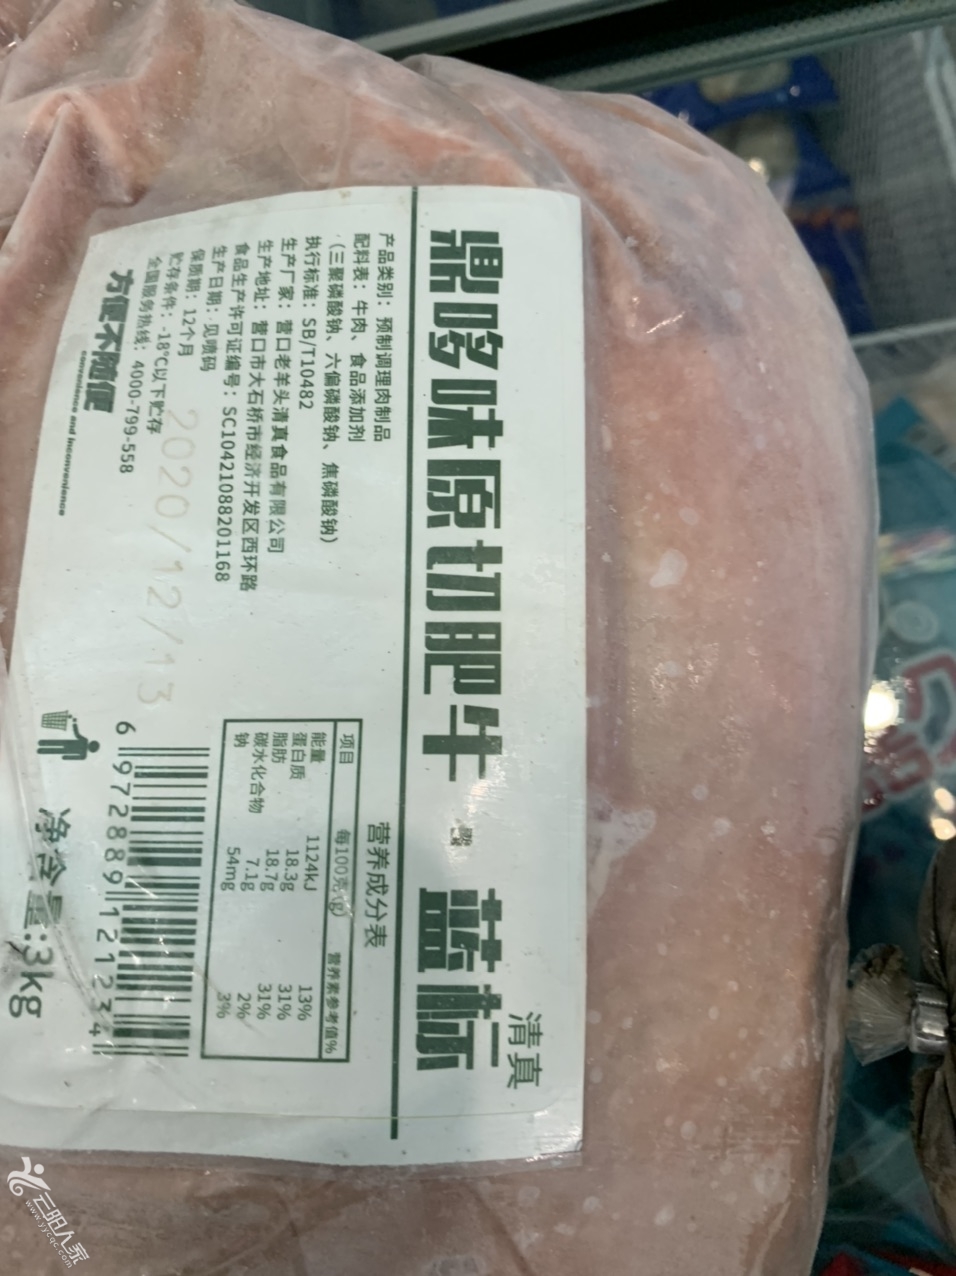 鼎哆味原切肥牛 蓝标
清真
产品类别：预制调理肉制品
配料表：牛肉、食品添加剂
（三聚磷酸钠、六偏磷酸钠、焦磷酸钠）
执行标准：SB/T10482
生产厂家：营口老羊头清真食品有限公司
生产地址：营口市大石桥市经济开发区西环路
食品生产许可证编号：SC10421088201168
生产日期：见喷码
保质期：12个月
贮存条件：-18℃以下贮存
全国服务热线：4000-799-558
方便不随便
convenience and inconvenience
2020/12/13
营养成分表
项目 每100克(g) 营养素参考值%
能量 1124kJ 13%
蛋白质 18.3g 31%
脂肪 18.7g 31%
碳水化合物 7.1g 2%
钠 54mg 3%
6 972889 121234
净含量:3kg
云阳人家
www.yycqc.com